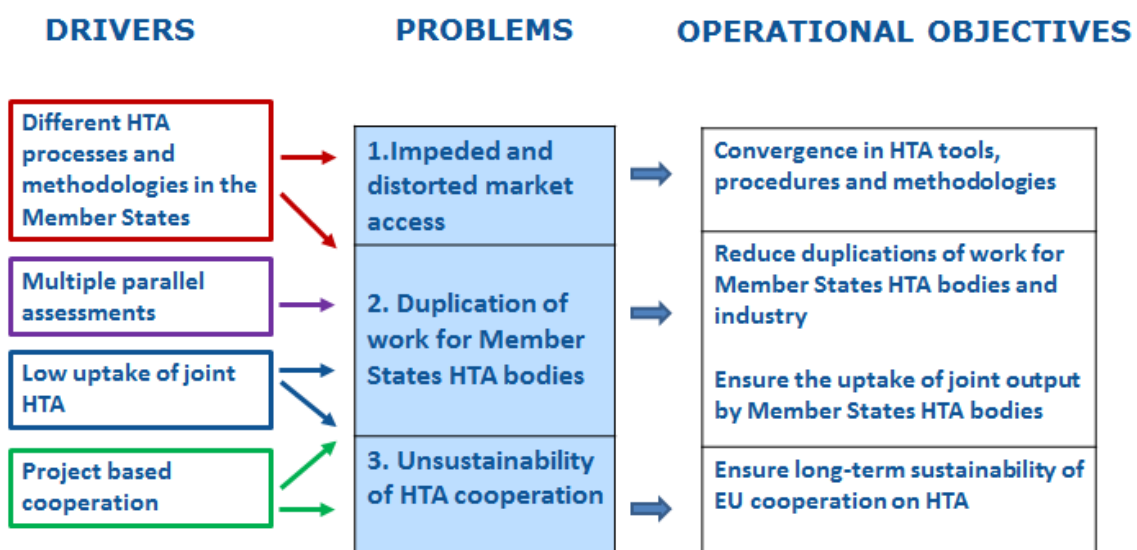 DRIVERS
PROBLEMS
OPERATIONAL OBJECTIVES
Different HTA
processes and
methodologies in the
Member States
Multiple parallel
assessments
Low uptake of joint
HTA
Project based
cooperation
1.Impeded and
distorted market
access
2. Duplication of
work for Member
States HTA bodies
3. Unsustainability
of HTA cooperation
Convergence in HTA tools,
procedures and methodologies
Reduce duplications of work for
Member States HTA bodies and
industry
Ensure the uptake of joint output
by Member States HTA bodies
Ensure long-term sustainability of
EU cooperation on HTA